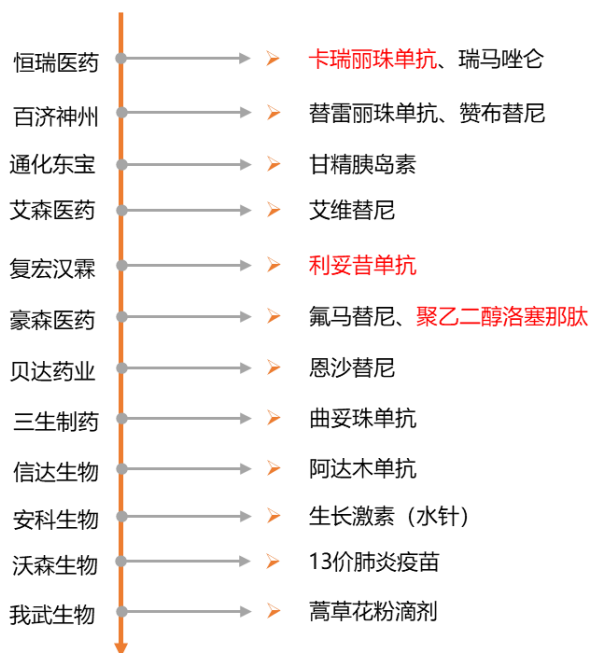 恒瑞医药 卡瑞丽珠单抗、瑞马唑仑
百济神州 替雷丽珠单抗、赞布替尼
通化东宝 甘精胰岛素
艾森医药 艾维替尼
复宏汉霖 利妥昔单抗
豪森医药 氟马替尼、聚乙二醇洛塞那肽
贝达药业 恩沙替尼
三生制药 曲妥珠单抗
信达生物 阿达木单抗
安科生物 生长激素（水针）
沃森生物 13价肺炎疫苗
我武生物 蒿草花粉滴剂